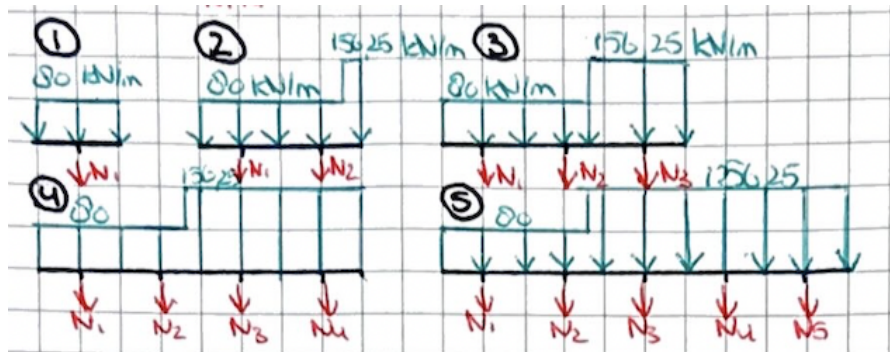 ① ② 156,25 kN/m ③ 156,25 kN/m
80 kN/m 80 kN/m 80 kN/m
N₁ N₁ N₂ N₁ N₂ N₃
④ 80 156,25 ⑤ 80 156,25
N₁ N₂ N₃ N₄ N₁ N₂ N₃ N₄ N₅